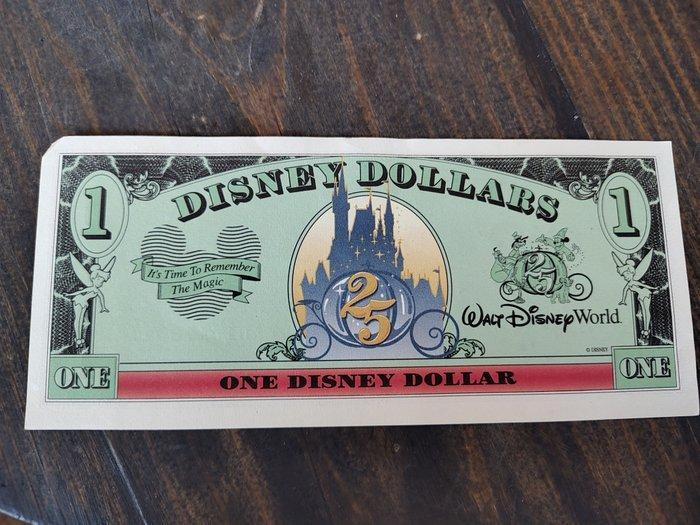 DISNEY DOLLARS
1
1
It's Time To Remember
The Magic
25
25
WALT DISNEY World.
© DISNEY
ONE
ONE DISNEY DOLLAR
ONE